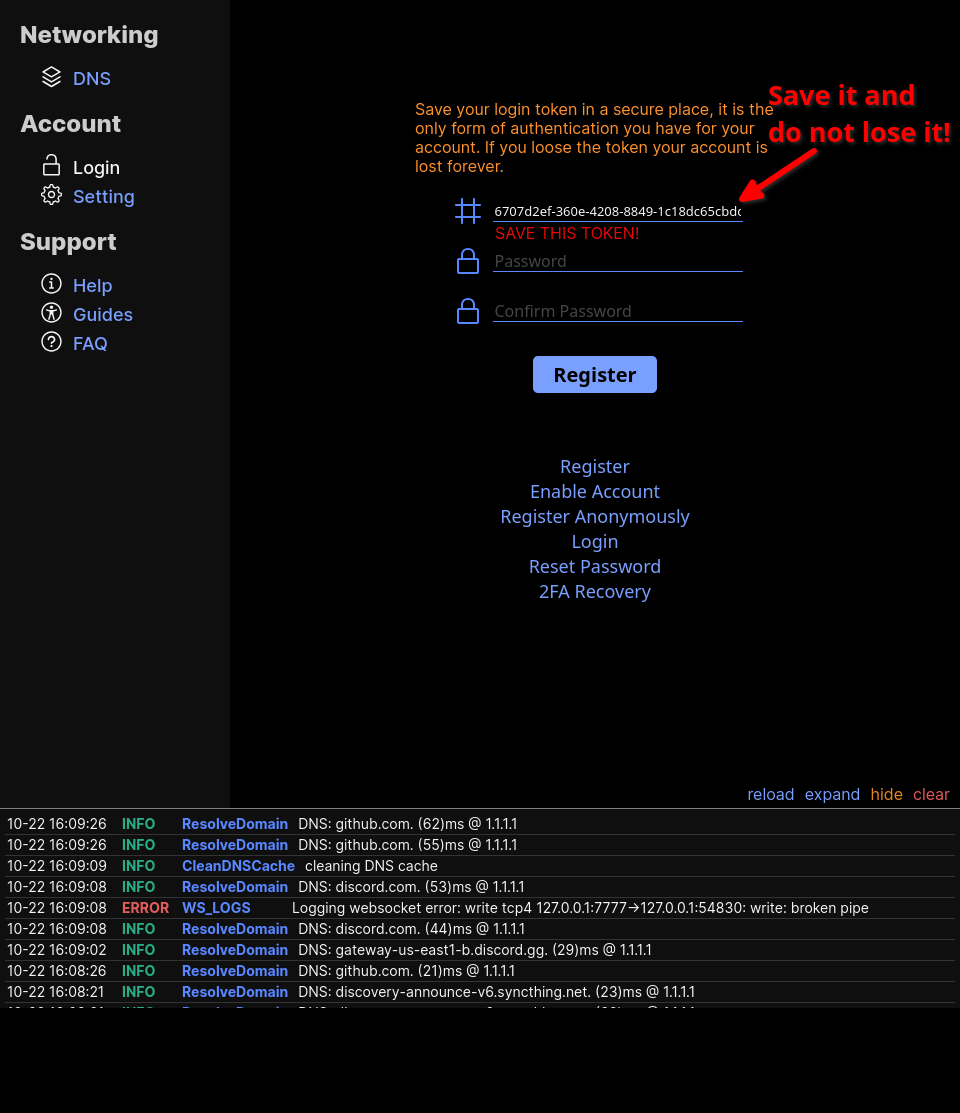 Networking
DNS
Account
Login
Setting
Support
Help
Guides
FAQ
Save it and
do not lose it!
Save your login token in a secure place, it is the
only form of authentication you have for your
account. If you loose the token your account is
lost forever.
6707d2ef-360e-4208-8849-1c18dc65cbdc
SAVE THIS TOKEN!
Password
Confirm Password
Register
Register
Enable Account
Register Anonymously
Login
Reset Password
2FA Recovery
reload expand hide clear
10-22 16:09:26 INFO ResolveDomain DNS: github.com. (62)ms @ 1.1.1.1
10-22 16:09:26 INFO ResolveDomain DNS: github.com. (55)ms @ 1.1.1.1
10-22 16:09:09 INFO CleanDNSCache cleaning DNS cache
10-22 16:09:08 INFO ResolveDomain DNS: discord.com. (53)ms @ 1.1.1.1
10-22 16:09:08 ERROR WS_LOGS Logging websocket error: write tcp4 127.0.0.1:7777->127.0.0.1:54830: write: broken pipe
10-22 16:09:08 INFO ResolveDomain DNS: discord.com. (44)ms @ 1.1.1.1
10-22 16:09:02 INFO ResolveDomain DNS: gateway-us-east1-b.discord.gg. (29)ms @ 1.1.1.1
10-22 16:08:26 INFO ResolveDomain DNS: github.com. (21)ms @ 1.1.1.1
10-22 16:08:21 INFO ResolveDomain DNS: discovery-announce-v6.syncthing.net. (23)ms @ 1.1.1.1